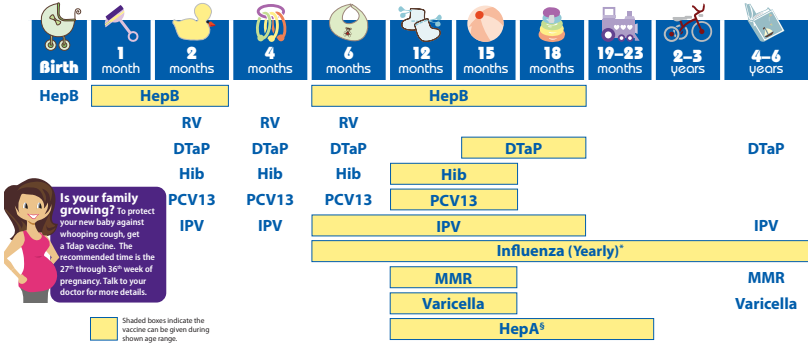 Birth
1
month
2
months
4
months
6
months
12
months
15
months
18
months
19–23
months
2–3
years
4–6
years
HepB HepB HepB
RV RV RV
DTaP DTaP DTaP DTaP DTaP
Hib Hib Hib Hib
PCV13 PCV13 PCV13 PCV13
IPV IPV IPV IPV
Influenza (Yearly)*
MMR MMR
Varicella Varicella
HepA§
Is your family
growing? To protect
your new baby against
whooping cough, get
a Tdap vaccine. The
recommended time is the
27th through 36th week of
pregnancy. Talk to your
doctor for more details.
Shaded boxes indicate the
vaccine can be given during
shown age range.